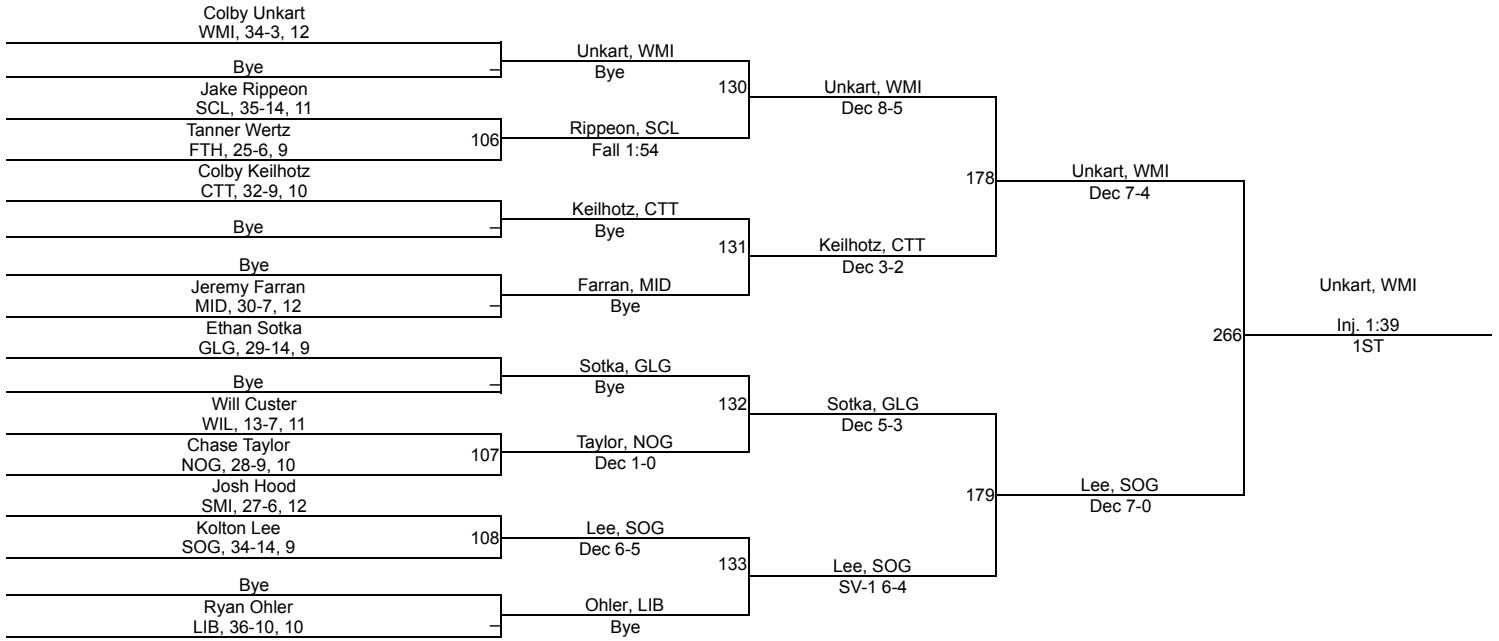 Colby Unkart
WMI, 34-3, 12
Bye
Jake Rippeon
SCL, 35-14, 11
Tanner Wertz
FTH, 25-6, 9
106
Colby Keilhotz
CTT, 32-9, 10
Bye
Bye
Jeremy Farran
MID, 30-7, 12
Ethan Sotka
GLG, 29-14, 9
Bye
Will Custer
WIL, 13-7, 11
Chase Taylor
NOG, 28-9, 10
107
Josh Hood
SMI, 27-6, 12
Kolton Lee
SOG, 34-14, 9
108
Bye
Ryan Ohler
LIB, 36-10, 10
Unkart, WMI
Bye
130
Rippeon, SCL
Fall 1:54
Keilhotz, CTT
Bye
131
Farran, MID
Bye
Sotka, GLG
Bye
132
Taylor, NOG
Dec 1-0
Lee, SOG
Dec 6-5
133
Ohler, LIB
Bye
Unkart, WMI
Dec 8-5
178
Keilhotz, CTT
Dec 3-2
Sotka, GLG
Dec 5-3
179
Lee, SOG
SV-1 6-4
Unkart, WMI
Dec 7-4
266
Lee, SOG
Dec 7-0
Unkart, WMI
Inj. 1:39
1ST